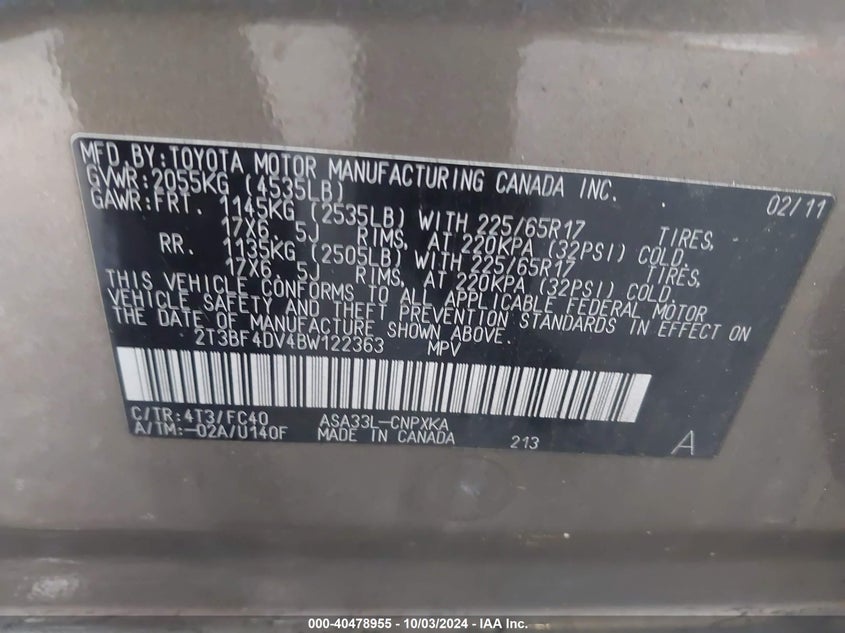 MFD.BY:TOYOTA MOTOR MANUFACTURING CANADA INC. 02/11
GVWR:2055KG (4535LB)
GAWR:FRT. 1145KG (2535LB) WITH 225/65R17 TIRES,
17X6. 5J RIMS, AT 220KPA (32PSI) COLD.
RR. 1135KG (2505LB) WITH 225/65R17 TIRES,
17X6. 5J RIMS, AT 220KPA (32PSI) COLD.
THIS VEHICLE CONFORMS TO ALL APPLICABLE FEDERAL MOTOR
VEHICLE SAFETY AND THEFT PREVENTION STANDARDS IN EFFECT ON
THE DATE OF MANUFACTURE SHOWN ABOVE.
2T3BF4DV4BW122363 MPV
C/TR:4T3/FC40 ASA33L-CNPXKA
A/TM:-02A/U140F MADE IN CANADA 213 A
000-40478955 - 10/03/2024 - IAA Inc.